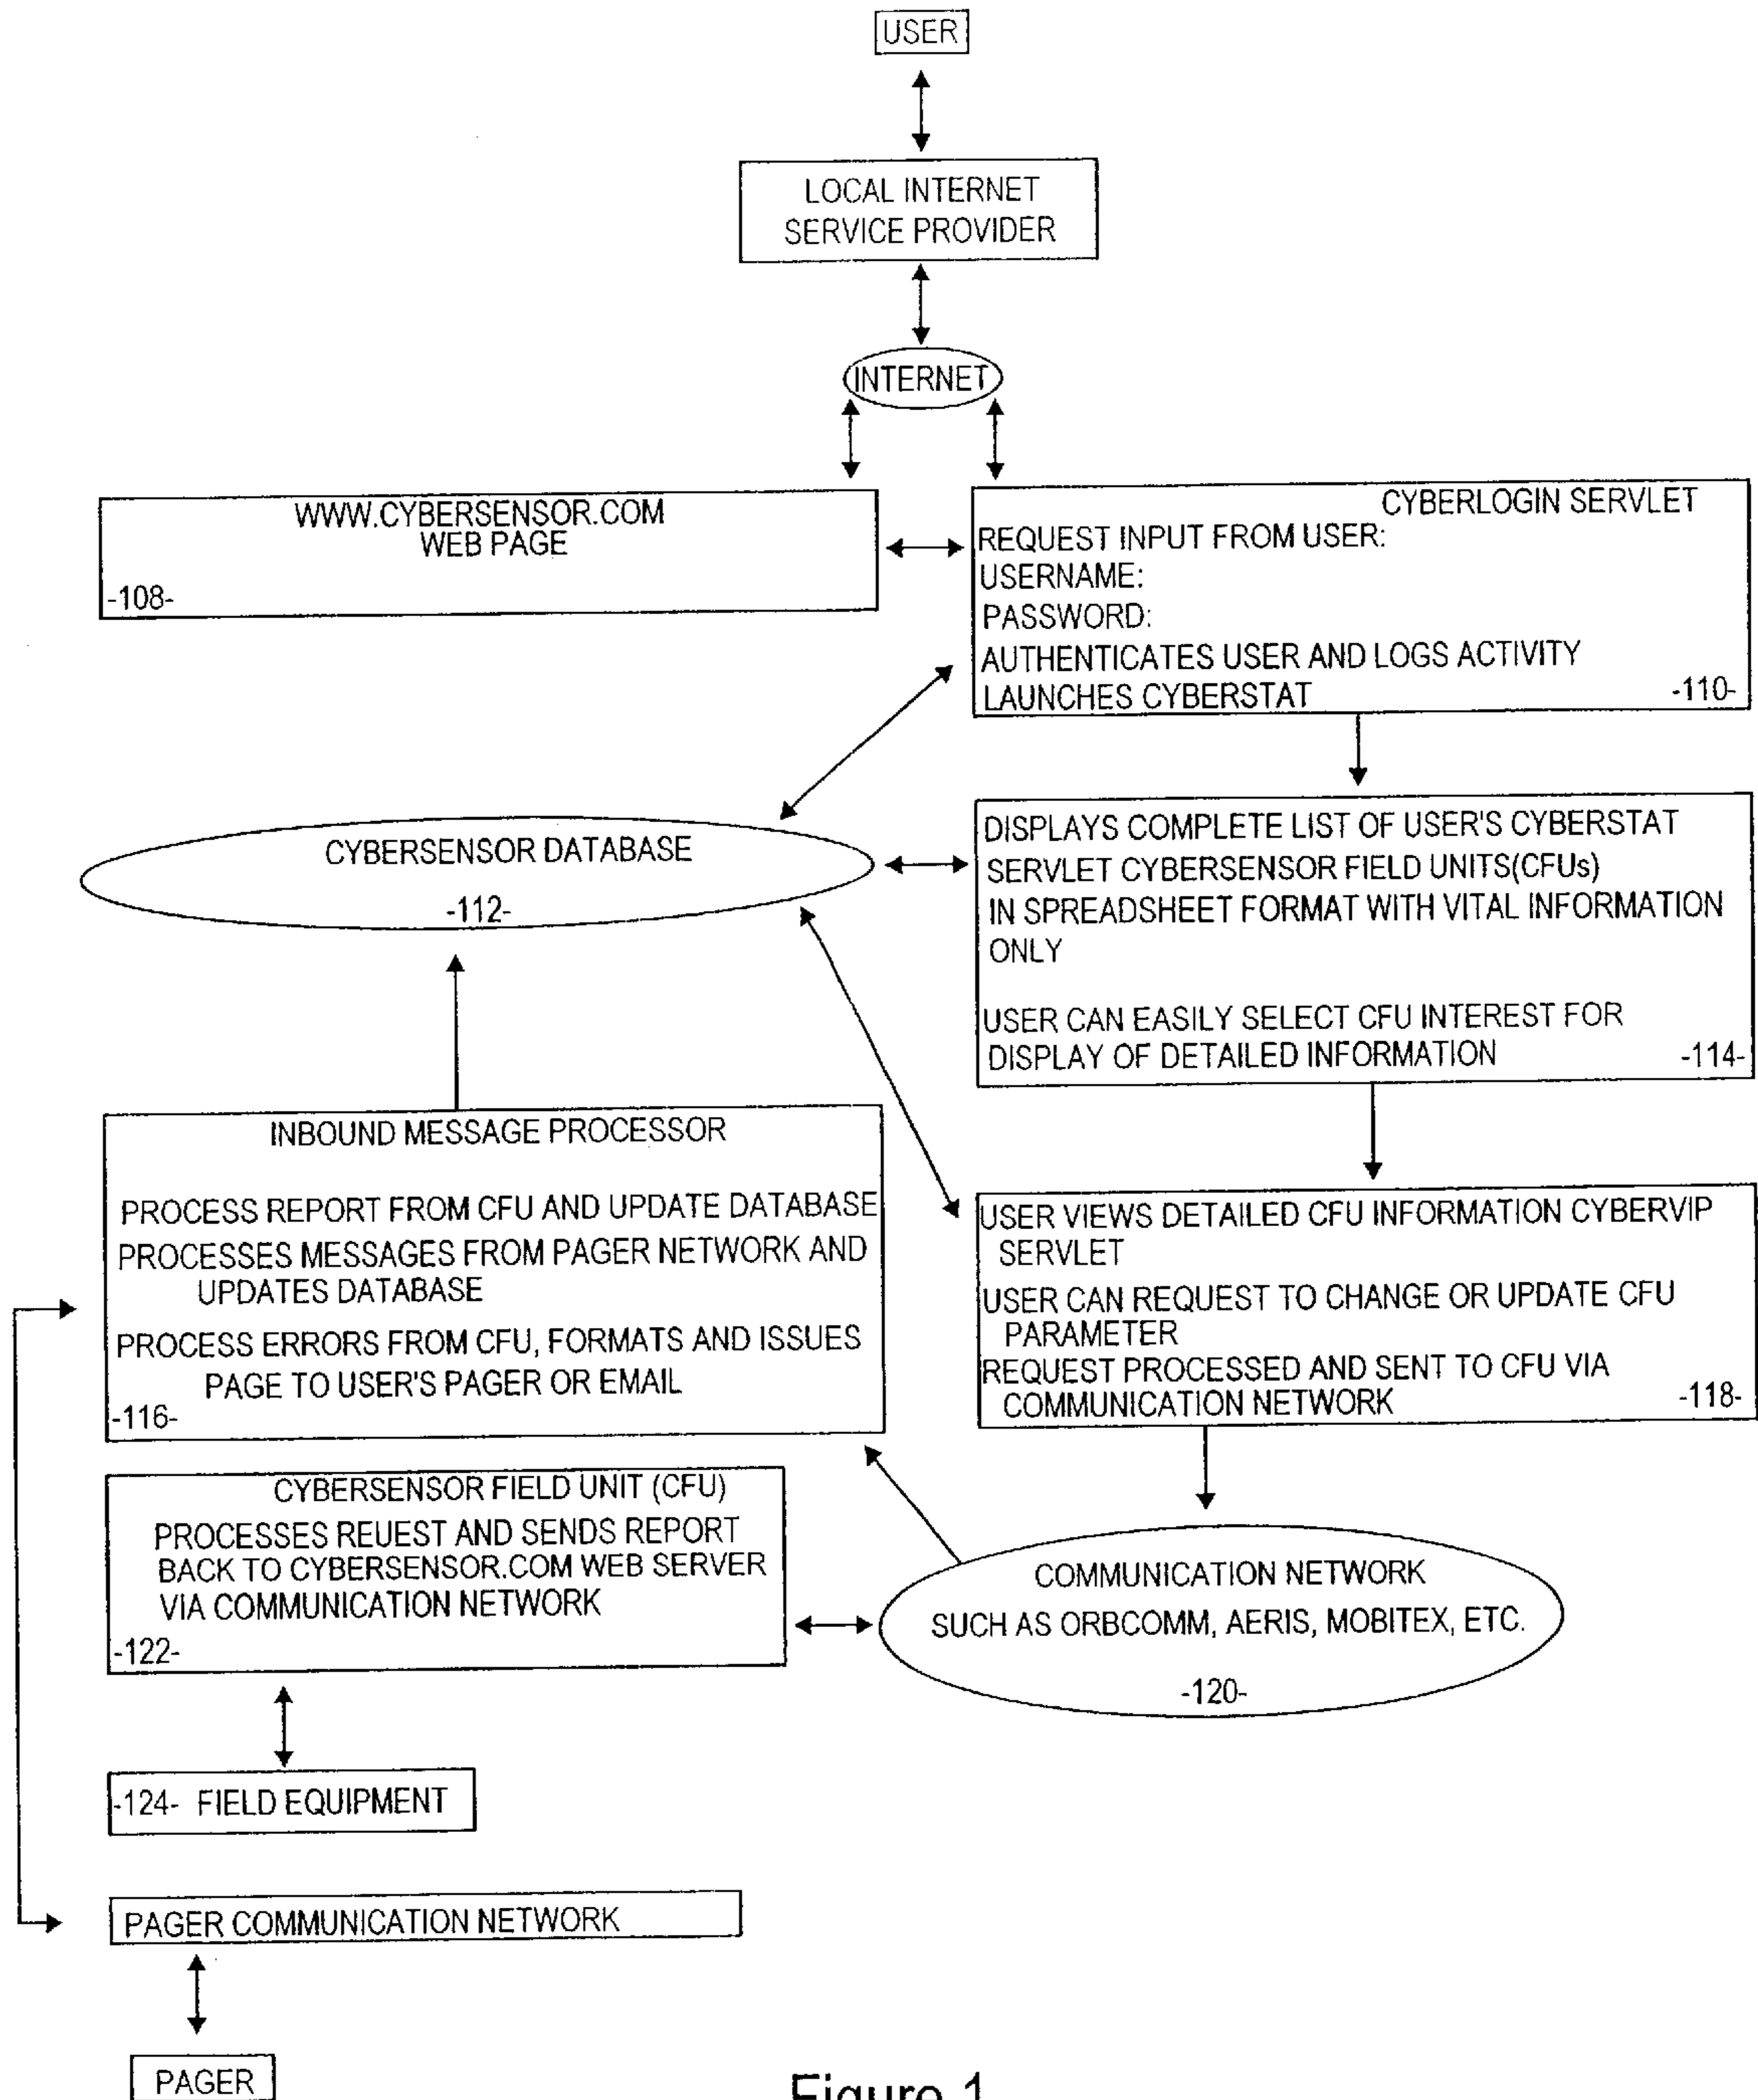 USER
LOCAL INTERNET
SERVICE PROVIDER
INTERNET
WWW.CYBERSENSOR.COM
WEB PAGE
-108-
CYBERLOGIN SERVLET
REQUEST INPUT FROM USER:
USERNAME:
PASSWORD:
AUTHENTICATES USER AND LOGS ACTIVITY
LAUNCHES CYBERSTAT
-110-
CYBERSENSOR DATABASE
-112-
DISPLAYS COMPLETE LIST OF USER'S CYBERSTAT
SERVLET CYBERSENSOR FIELD UNITS(CFUs)
IN SPREADSHEET FORMAT WITH VITAL INFORMATION
ONLY
USER CAN EASILY SELECT CFU INTEREST FOR
DISPLAY OF DETAILED INFORMATION
-114-
INBOUND MESSAGE PROCESSOR
PROCESS REPORT FROM CFU AND UPDATE DATABASE
PROCESSES MESSAGES FROM PAGER NETWORK AND
UPDATES DATABASE
PROCESS ERRORS FROM CFU, FORMATS AND ISSUES
PAGE TO USER'S PAGER OR EMAIL
-116-
USER VIEWS DETAILED CFU INFORMATION CYBERVIP
SERVLET
USER CAN REQUEST TO CHANGE OR UPDATE CFU
PARAMETER
REQUEST PROCESSED AND SENT TO CFU VIA
COMMUNICATION NETWORK
-118-
CYBERSENSOR FIELD UNIT (CFU)
PROCESSES REUEST AND SENDS REPORT
BACK TO CYBERSENSOR.COM WEB SERVER
VIA COMMUNICATION NETWORK
-122-
COMMUNICATION NETWORK
SUCH AS ORBCOMM, AERIS, MOBITEX, ETC.
-120-
-124- FIELD EQUIPMENT
PAGER COMMUNICATION NETWORK
PAGER
Figure 1